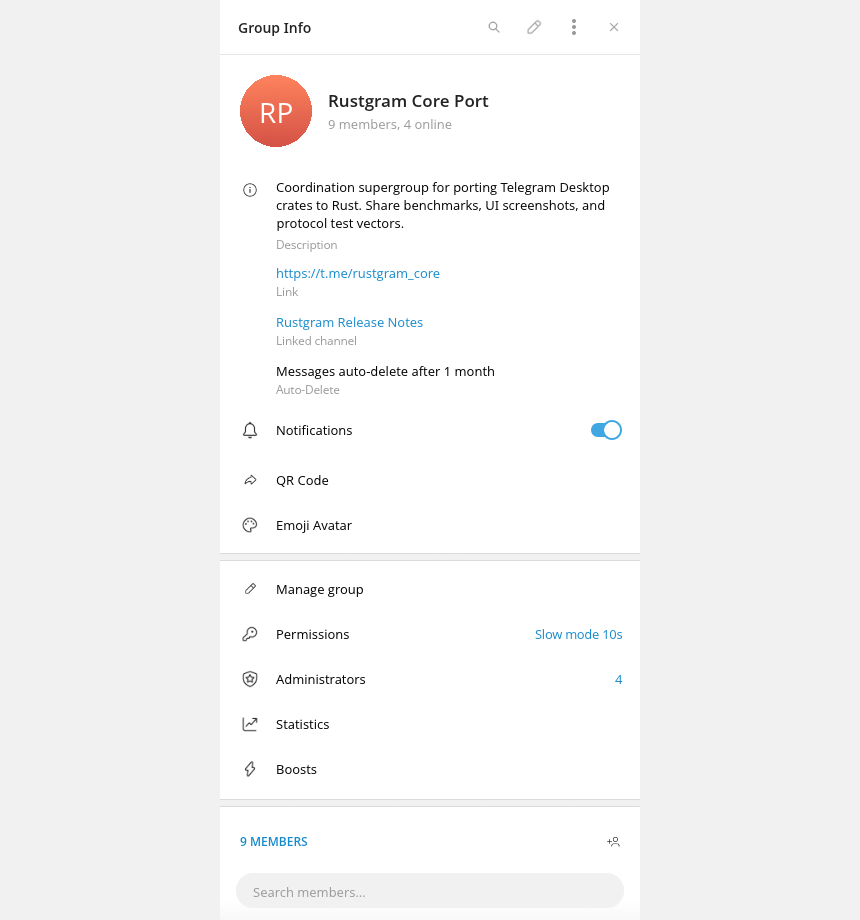 Group Info
RP
Rustgram Core Port
9 members, 4 online
Coordination supergroup for porting Telegram Desktop
crates to Rust. Share benchmarks, UI screenshots, and
protocol test vectors.
Description
https://t.me/rustgram_core
Link
Rustgram Release Notes
Linked channel
Messages auto-delete after 1 month
Auto-Delete
Notifications
QR Code
Emoji Avatar
Manage group
Permissions Slow mode 10s
Administrators 4
Statistics
Boosts
9 MEMBERS
Search members...